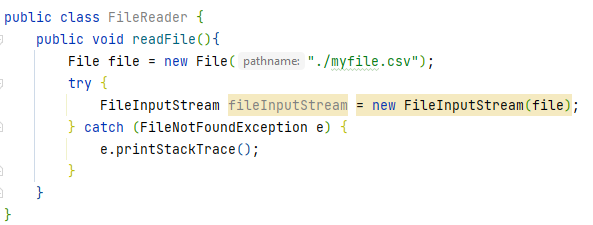 public class FileReader {
public void readFile(){
File file = new File( pathname: "./myfile.csv");
try {
FileInputStream fileInputStream = new FileInputStream(file);
} catch (FileNotFoundException e) {
e.printStackTrace();
}
}
}